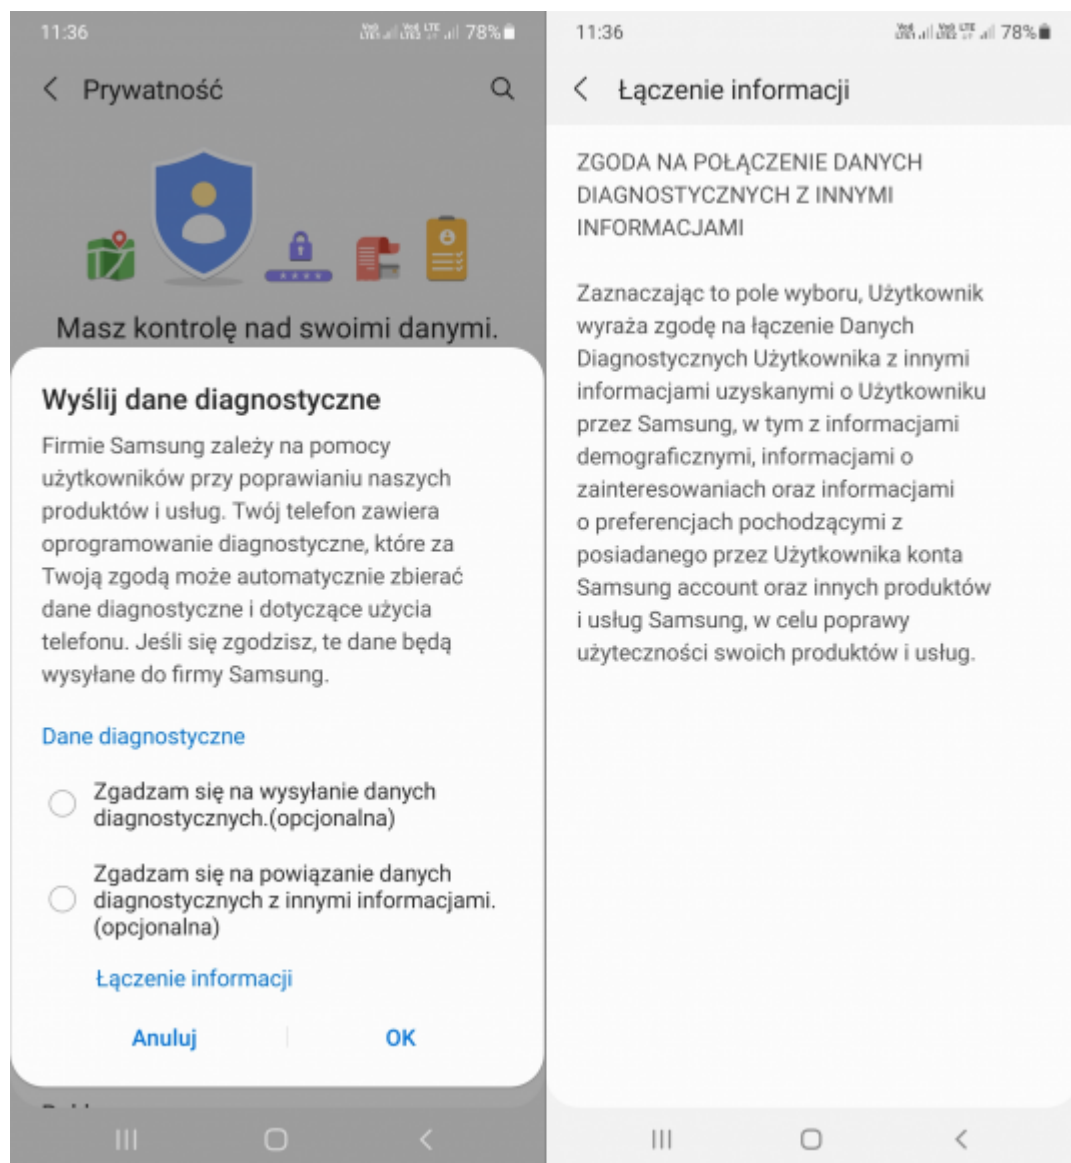 11:36
78%
Prywatność
Masz kontrolę nad swoimi danymi.
Wyślij dane diagnostyczne
Firmie Samsung zależy na pomocy
użytkowników przy poprawianiu naszych
produktów i usług. Twój telefon zawiera
oprogramowanie diagnostyczne, które za
Twoją zgodą może automatycznie zbierać
dane diagnostyczne i dotyczące użycia
telefonu. Jeśli się zgodzisz, te dane będą
wysyłane do firmy Samsung.
Dane diagnostyczne
Zgadzam się na wysyłanie danych
diagnostycznych.(opcjonalna)
Zgadzam się na powiązanie danych
diagnostycznych z innymi informacjami.
(opcjonalna)
Łączenie informacji
Anuluj OK
11:36
78%
Łączenie informacji
ZGODA NA POŁĄCZENIE DANYCH
DIAGNOSTYCZNYCH Z INNYMI
INFORMACJAMI
Zaznaczając to pole wyboru, Użytkownik
wyraża zgodę na łączenie Danych
Diagnostycznych Użytkownika z innymi
informacjami uzyskanymi o Użytkowniku
przez Samsung, w tym z informacjami
demograficznymi, informacjami o
zainteresowaniach oraz informacjami
o preferencjach pochodzącymi z
posiadanego przez Użytkownika konta
Samsung account oraz innych produktów
i usług Samsung, w celu poprawy
użyteczności swoich produktów i usług.